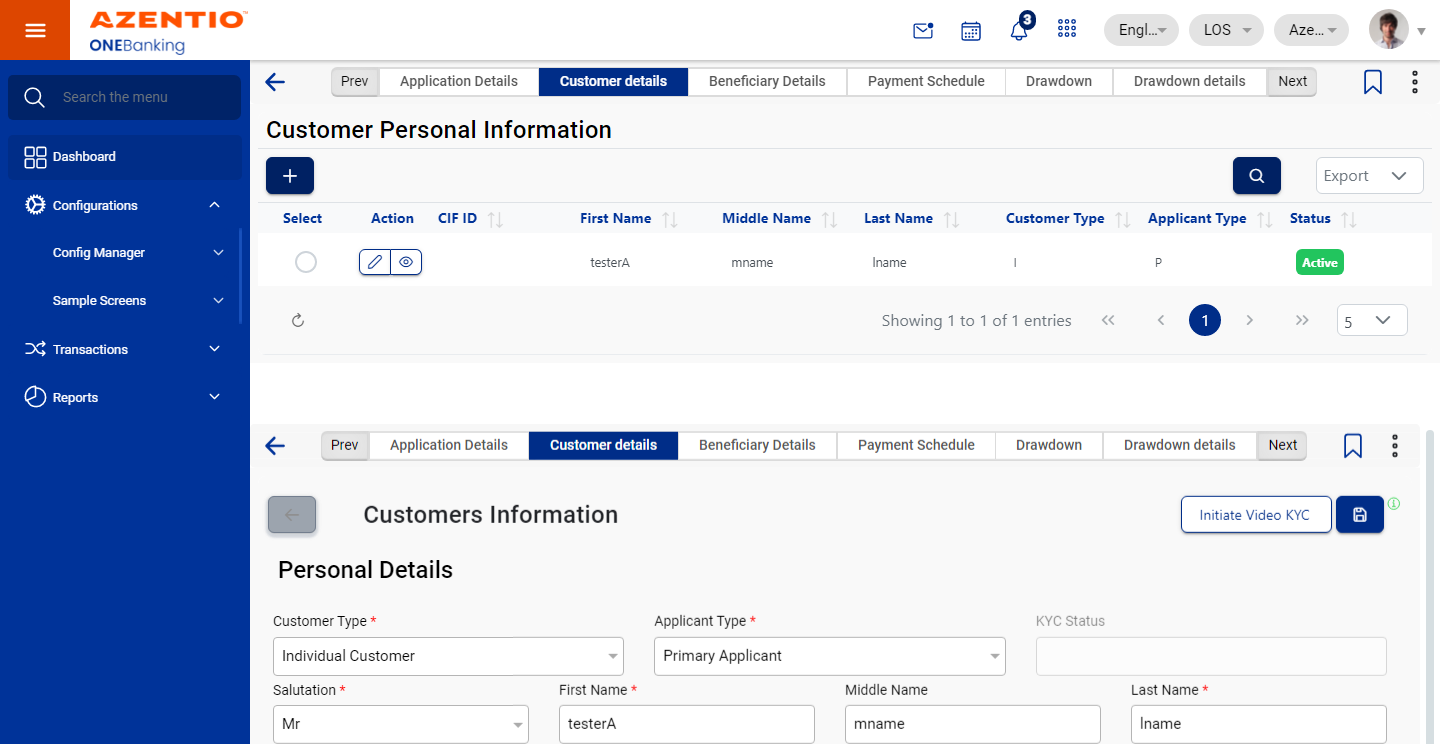 AZENTIO™
ONEBanking
3
Engl...
LOS
Aze...
Search the menu
Dashboard
Configurations
Config Manager
Sample Screens
Transactions
Reports
Prev
Application Details
Customer details
Beneficiary Details
Payment Schedule
Drawdown
Drawdown details
Next
Customer Personal Information
Export
Select
Action
CIF ID
First Name
Middle Name
Last Name
Customer Type
Applicant Type
Status
testerA
mname
lname
I
P
Active
Showing 1 to 1 of 1 entries
1
5
Prev
Application Details
Customer details
Beneficiary Details
Payment Schedule
Drawdown
Drawdown details
Next
Customers Information
Initiate Video KYC
Personal Details
Customer Type *
Applicant Type *
KYC Status
Individual Customer
Primary Applicant
Salutation *
First Name *
Middle Name
Last Name *
Mr
testerA
mname
lname